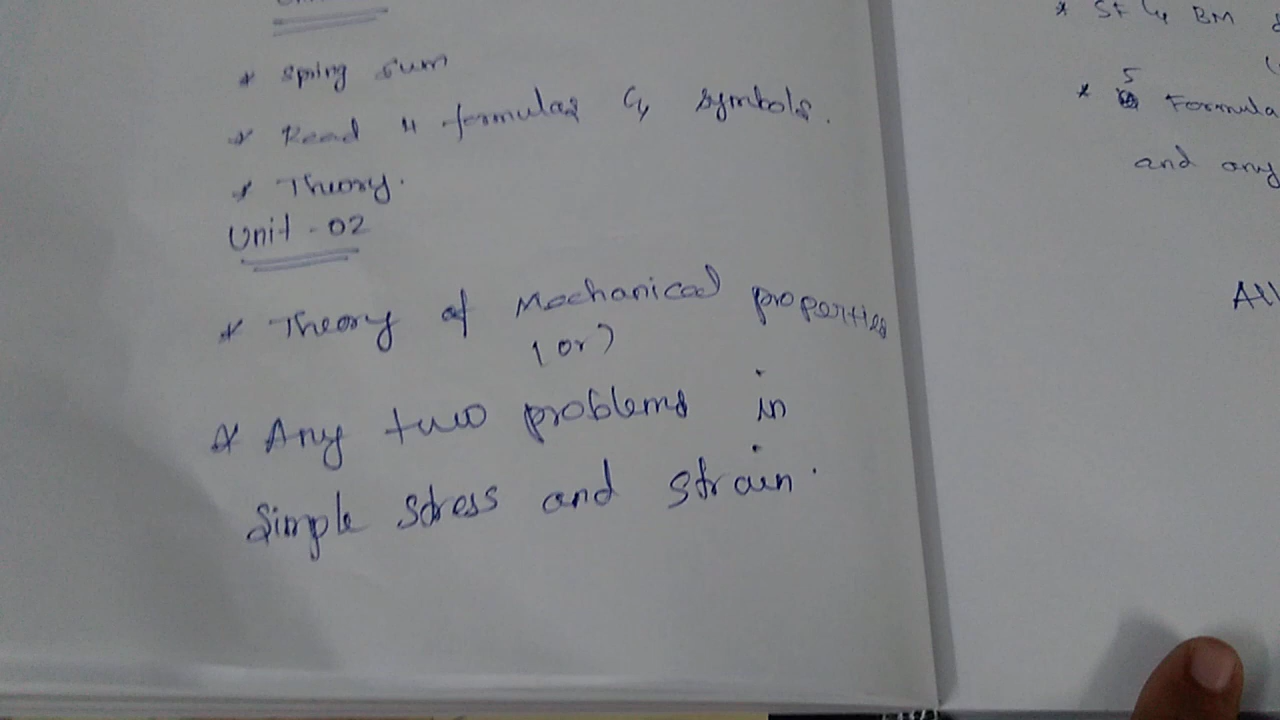 * Spring sum
* Read 4 formulas & symbols.
* Theory.
Unit - 02
* Theory of Mechanical properties
(or)
* Any two problems in
Simple stress and strain.
* SF & BM
* 5 Formula
and any
All